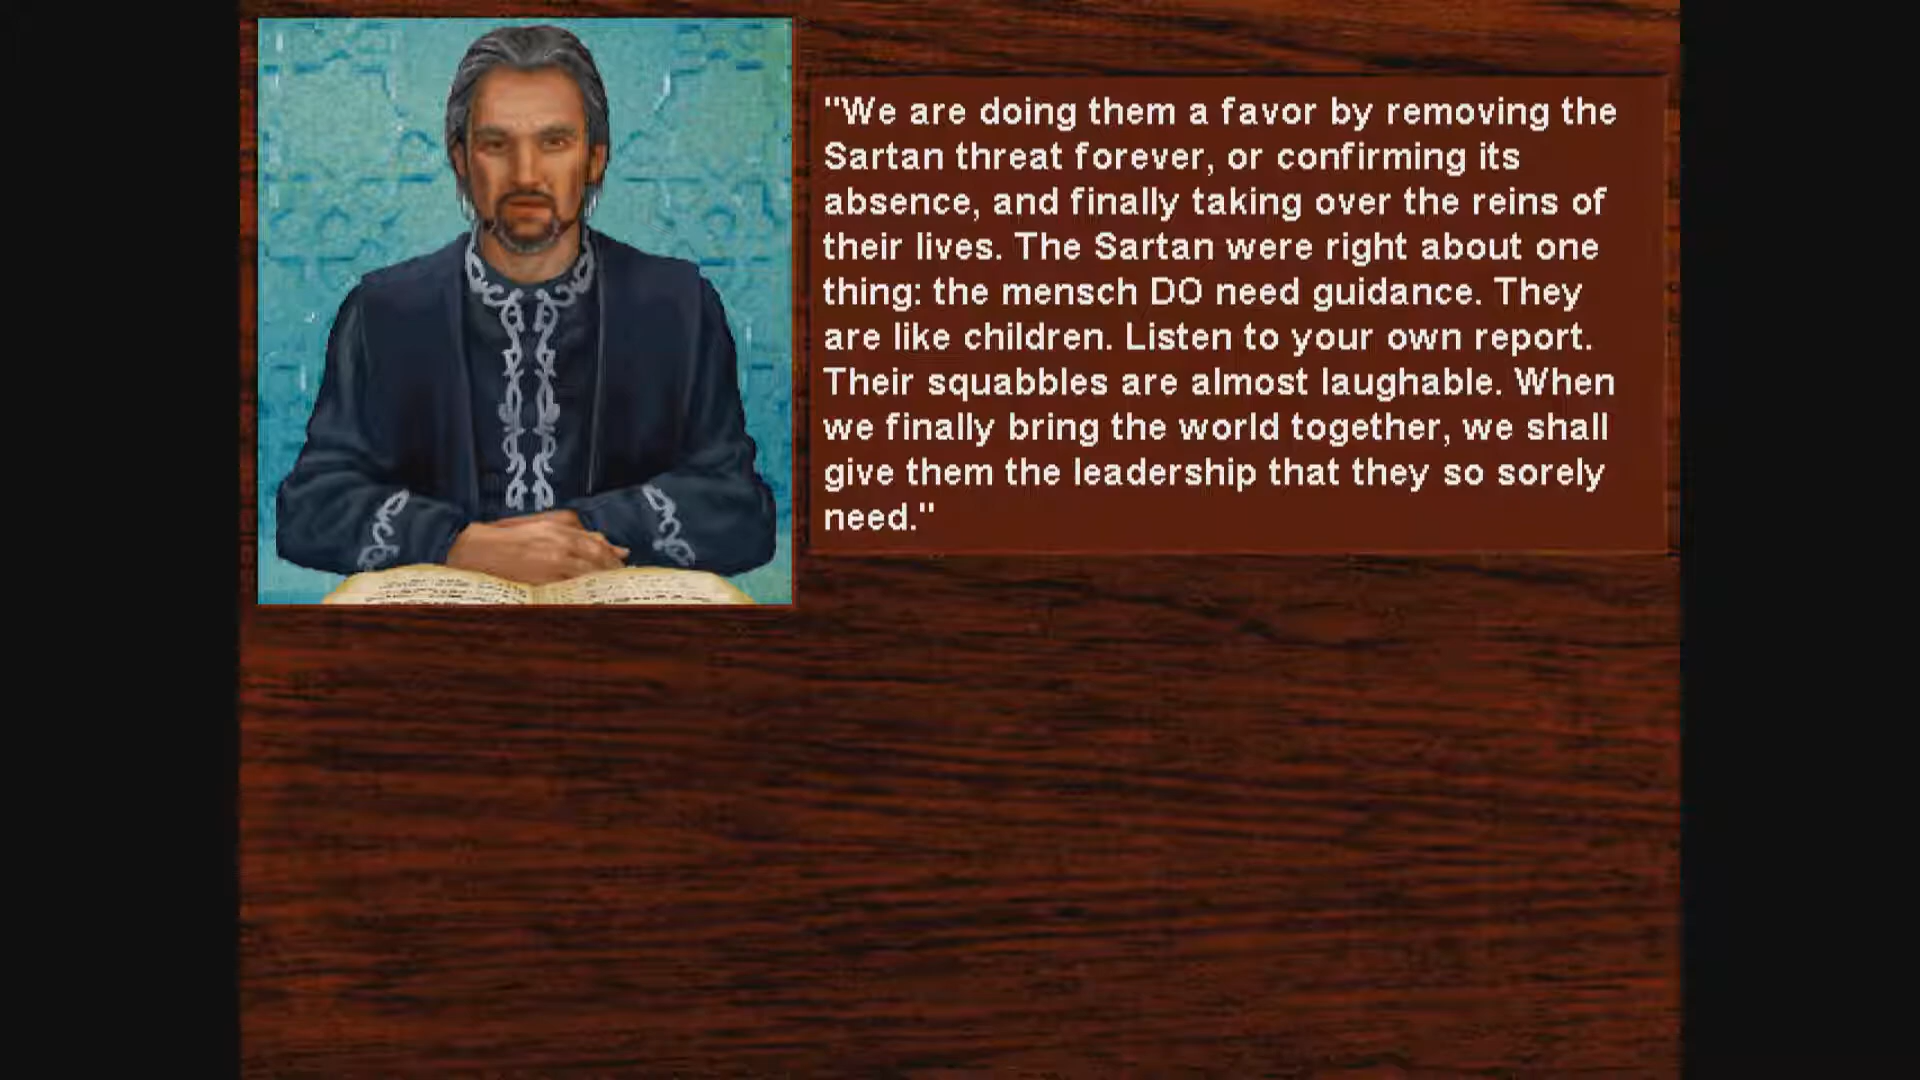 "We are doing them a favor by removing the
Sartan threat forever, or confirming its
absence, and finally taking over the reins of
their lives. The Sartan were right about one
thing: the mensch DO need guidance. They
are like children. Listen to your own report.
Their squabbles are almost laughable. When
we finally bring the world together, we shall
give them the leadership that they so sorely
need."